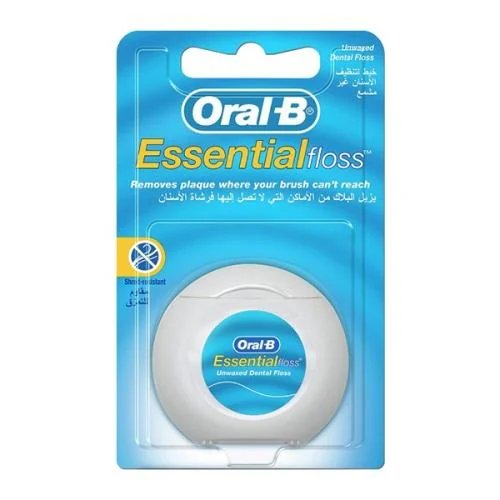 Unwaxed
Dental Floss
خيط لتنظيف
الأسنان غير
مشمع
Oral-B®
Essentialfloss™
Removes plaque where your brush can't reach
يزيل البلاك من الأماكن التي لا تصل إليها فرشاة الأسنان
Shred-resistant
مقاوم
للتمزق
Oral-B
Essentialfloss
Unwaxed Dental Floss